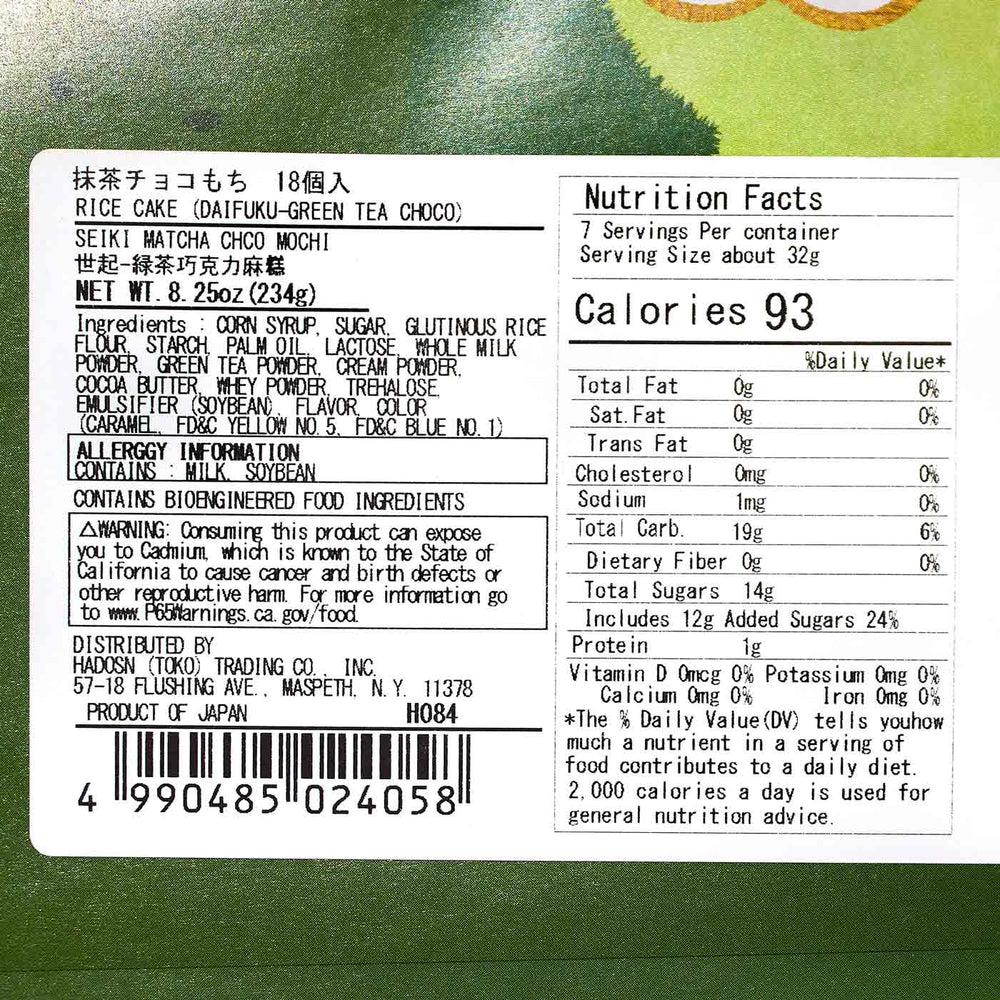 抹茶チョコもち 18個入
RICE CAKE (DAIFUKU-GREEN TEA CHOCO)
SEIKI MATCHA CHCO MOCHI
世起-緑茶巧克力麻糕
NET WT. 8.25oz(234g)
Ingredients : CORN SYRUP, SUGAR, GLUTINOUS RICE
FLOUR, STARCH, PALM OIL, LACTOSE, WHOLE MILK
POWDER, GREEN TEA POWDER, CREAM POWDER,
COCOA BUTTER, WHEY POWDER, TREHALOSE,
EMULSIFIER (SOYBEAN), FLAVOR, COLOR
(CARAMEL, FD&C YELLOW NO.5, FD&C BLUE NO.1)
ALLERGGY INFORMATION
CONTAINS : MILK, SOYBEAN
CONTAINS BIOENGINEERED FOOD INGREDIENTS
⚠WARNING: Consuming this product can expose
you to Cadmium, which is known to the State of
California to cause cancer and birth defects or
other reproductive harm. For more information go
to www.P65Warnings.ca.gov/food.
DISTRIBUTED BY
HADOSN (TOKO) TRADING CO., INC.
57-18 FLUSHING AVE., MASPETH, N.Y. 11378
PRODUCT OF JAPAN H084
4 990485 024058
Nutrition Facts
7 Servings Per container
Serving Size about 32g
Calories 93
%Daily Value*
Total Fat 0g 0%
Sat.Fat 0g 0%
Trans Fat 0g
Cholesterol 0mg 0%
Sodium 1mg 0%
Total Carb. 19g 6%
Dietary Fiber 0g 0%
Total Sugars 14g
Includes 12g Added Sugars 24%
Protein 1g
Vitamin D 0mcg 0% Potassium 0mg 0%
Calcium 0mg 0% Iron 0mg 0%
*The % Daily Value(DV) tells youhow
much a nutrient in a serving of
food contributes to a daily diet.
2,000 calories a day is used for
general nutrition advice.